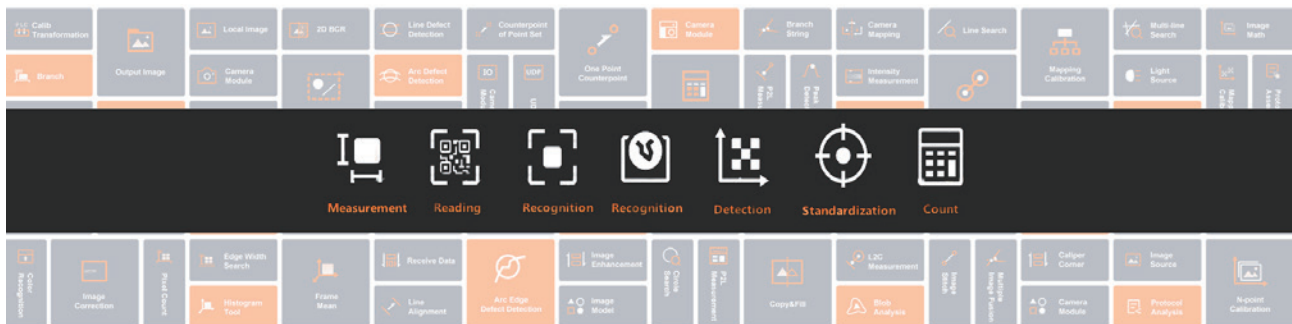 Calib
Transformation
Output Image
Local Image
2D BCR
Line Defect
Detection
Counterpoint
of Point Set
One Point
Counterpoint
Camera
Module
Branch
String
Camera
Mapping
Line Search
Mapping
Calibration
Multi-line
Search
Image
Math
Branch
Camera
Module
Arc Defect
Detection
Intensity
Measurement
Light
Source
Measurement
Reading
Recognition
Recognition
Detection
Standardization
Count
Color
Recognition
Image
Correction
Pixel Count
Edge Width
Search
Histogram
Tool
Frame
Mean
Receive Data
Line
Alignment
Arc Edge
Defect Detection
Image
Enhancement
Image
Model
Circle
Search
P2L
Measurement
Copy&Fill
L2C
Measurement
Blob
Analysis
Image
Stitch
Multiple
Image Fusion
Caliper
Corner
Camera
Module
Image
Source
Protocol
Analysis
N-point
Calibration